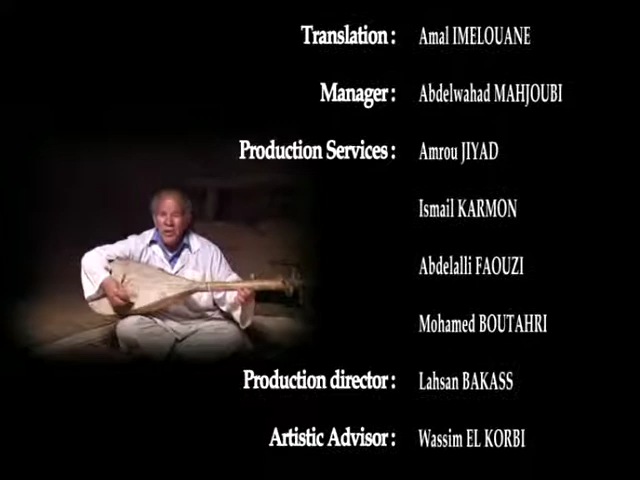 Translation : Amal IMELOUANE
Manager : Abdelwahad MAHJOUBI
Production Services : Amrou JIYAD
Ismail KARMON
Abdelalli FAOUZI
Mohamed BOUTAHRI
Production director : Lahsan BAKASS
Artistic Advisor : Wassim EL KORBI